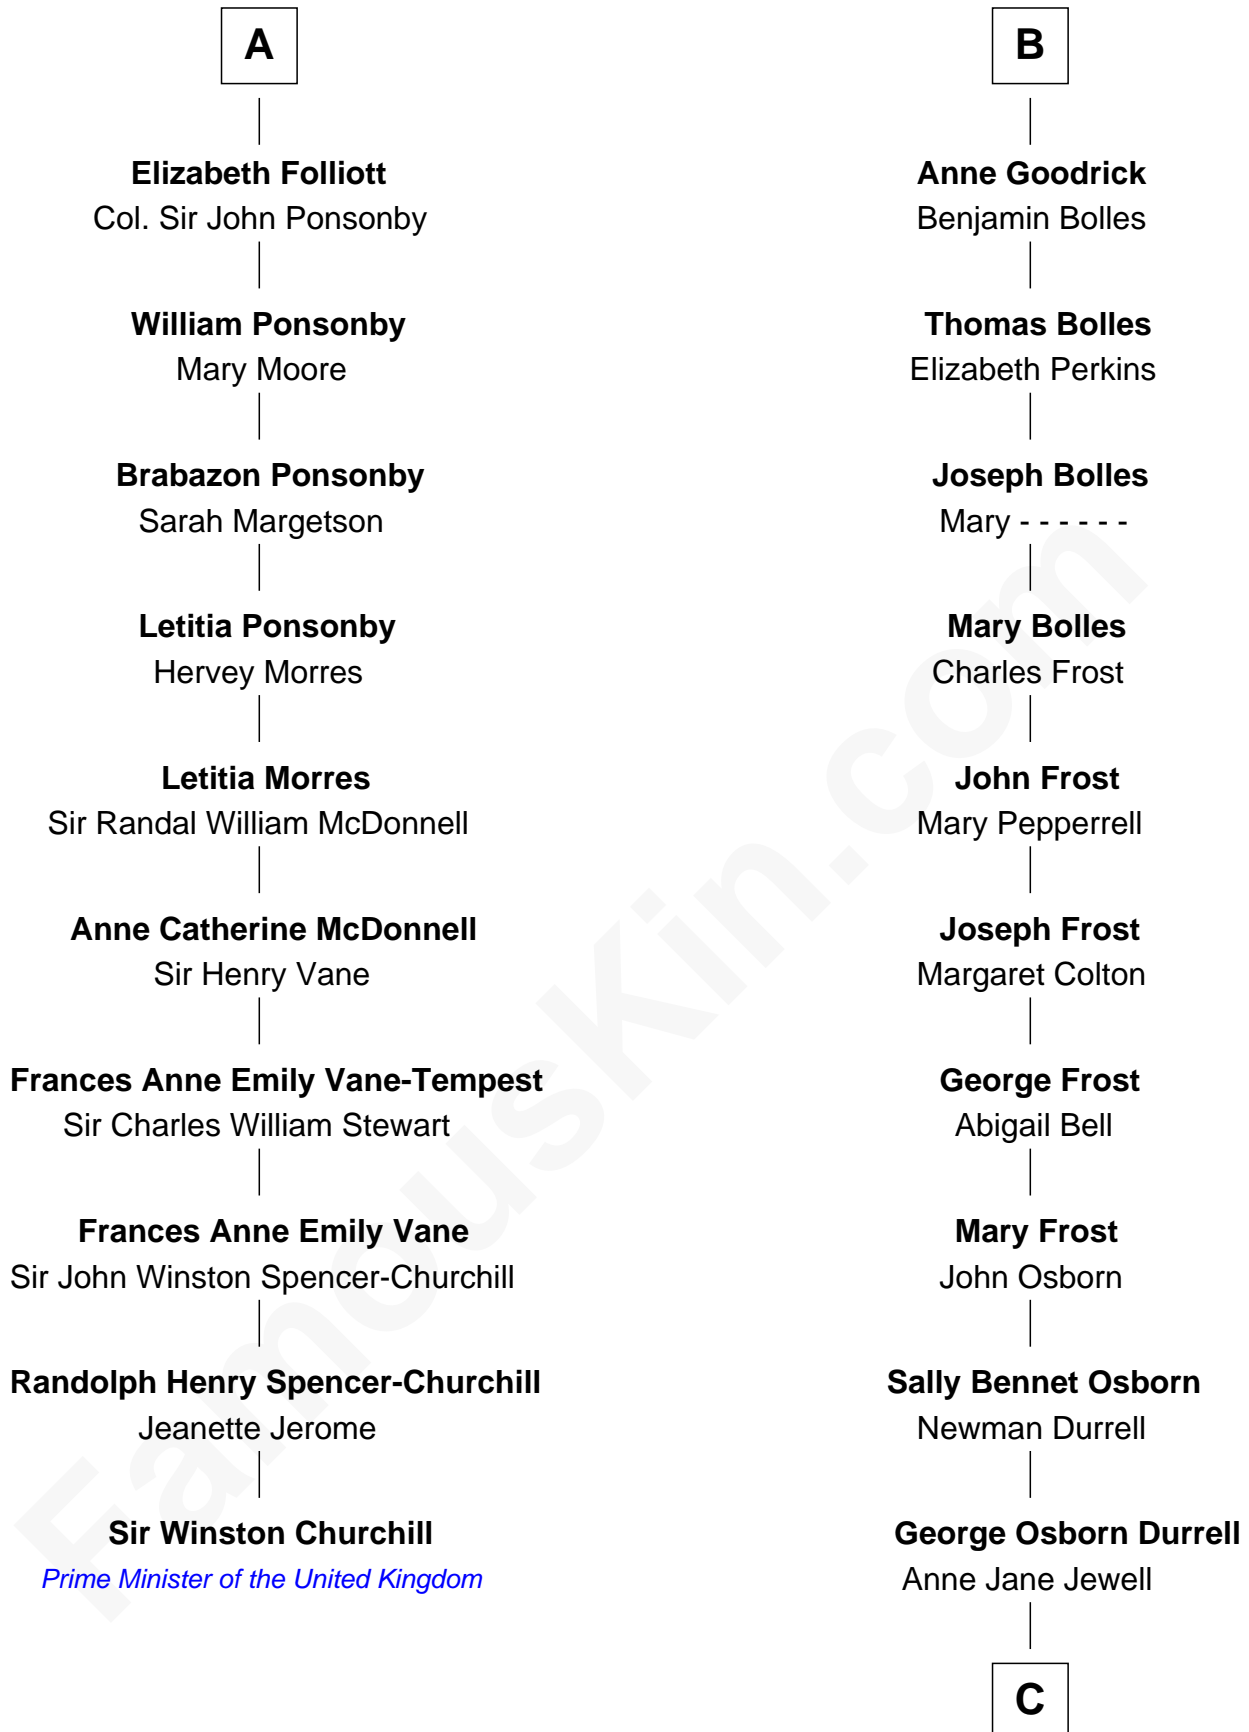 A
Elizabeth Folliott
Col. Sir John Ponsonby
William Ponsonby
Mary Moore
Brabazon Ponsonby
Sarah Margetson
Letitia Ponsonby
Hervey Morres
Letitia Morres
Sir Randal William McDonnell
Anne Catherine McDonnell
Sir Henry Vane
Frances Anne Emily Vane-Tempest
Sir Charles William Stewart
Frances Anne Emily Vane
Sir John Winston Spencer-Churchill
Randolph Henry Spencer-Churchill
Jeanette Jerome
Sir Winston Churchill
Prime Minister of the United Kingdom
B
Anne Goodrick
Benjamin Bolles
Thomas Bolles
Elizabeth Perkins
Joseph Bolles
Mary - - - - - -
Mary Bolles
Charles Frost
John Frost
Mary Pepperrell
Joseph Frost
Margaret Colton
George Frost
Abigail Bell
Mary Frost
John Osborn
Sally Bennet Osborn
Newman Durrell
George Osborn Durrell
Anne Jane Jewell
C
FamousKin.com